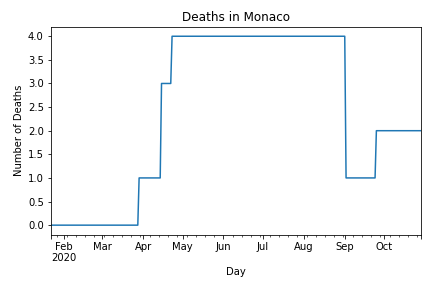 Deaths in Monaco
Number of Deaths
4.0
3.5
3.0
2.5
2.0
1.5
1.0
0.5
0.0
Feb Mar Apr May Jun Jul Aug Sep Oct
2020
Day